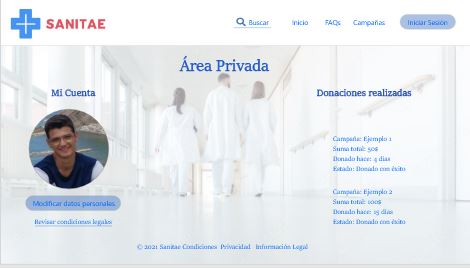 SANITAE
Buscar
Inicio
FAQs
Campañas
Iniciar Sesión
Área Privada
Mi Cuenta
Modificar datos personales
Revisar condiciones legales
Donaciones realizadas
Campaña: Ejemplo 1
Suma total: 50$
Donado hace: 4 dias
Estado: Donado con éxito
Campaña: Ejemplo 2
Suma total: 100$
Donado hace: 15 dias
Estado: Donado con éxito
© 2021 Sanitae Condiciones Privacidad Información Legal